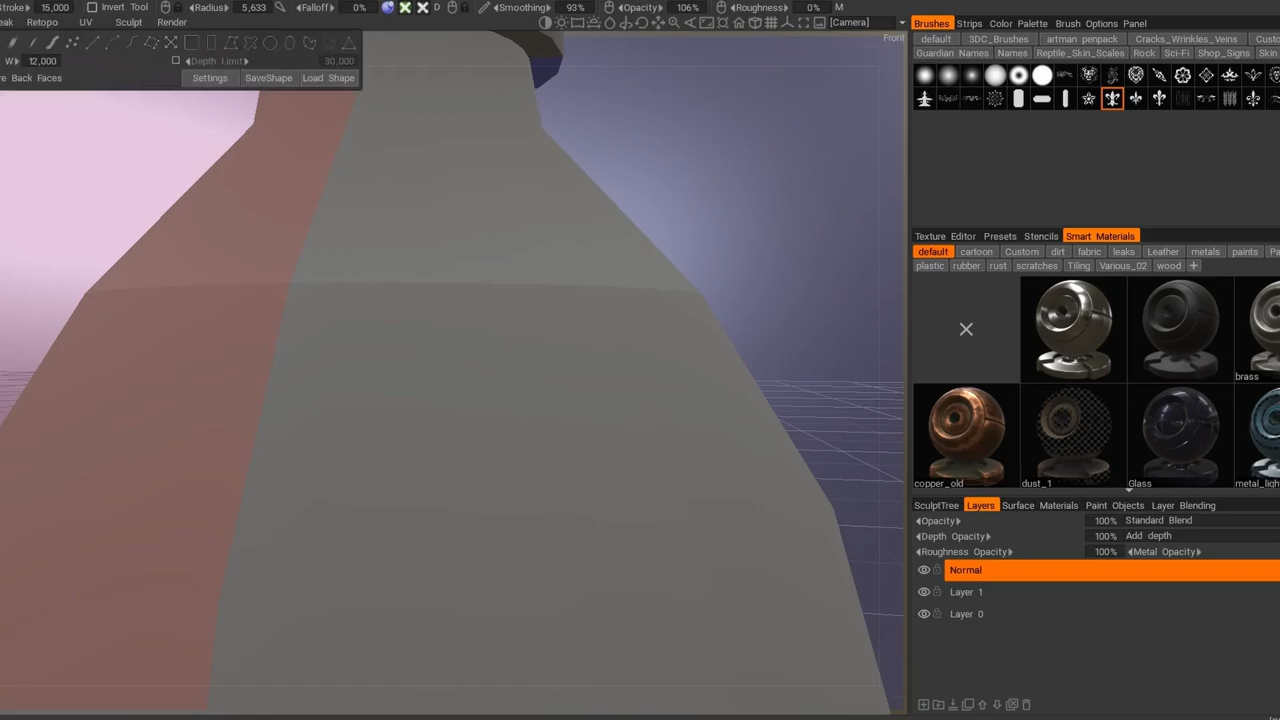 Stroke 15,000 Invert Tool Radius 5,633 Falloff 0% D Smoothing 93% Opacity 106% Roughness 0% M
Retopo UV Sculpt Render [Camera]
W 12,000 Depth Limit 30,000
Back Faces Settings SaveShape Load Shape
Front
Brushes Strips Color Palette Brush Options Panel
default 3DC_Brushes artman penpack Cracks_Wrinkles_Veins
Guardian Names Names Reptile_Skin_Scales Rock Sci-Fi Shop_Signs Skin
Texture Editor Presets Stencils Smart Materials
default cartoon Custom dirt fabric leaks Leather metals paints
plastic rubber rust scratches Tiling Various_02 wood +
brass
copper_old dust_1 Glass metal_ligh
SculptTree Layers Surface Materials Paint Objects Layer Blending
Opacity 100% Standard Blend
Depth Opacity 100% Add depth
Roughness Opacity 100% Metal Opacity
Normal
Layer 1
Layer 0